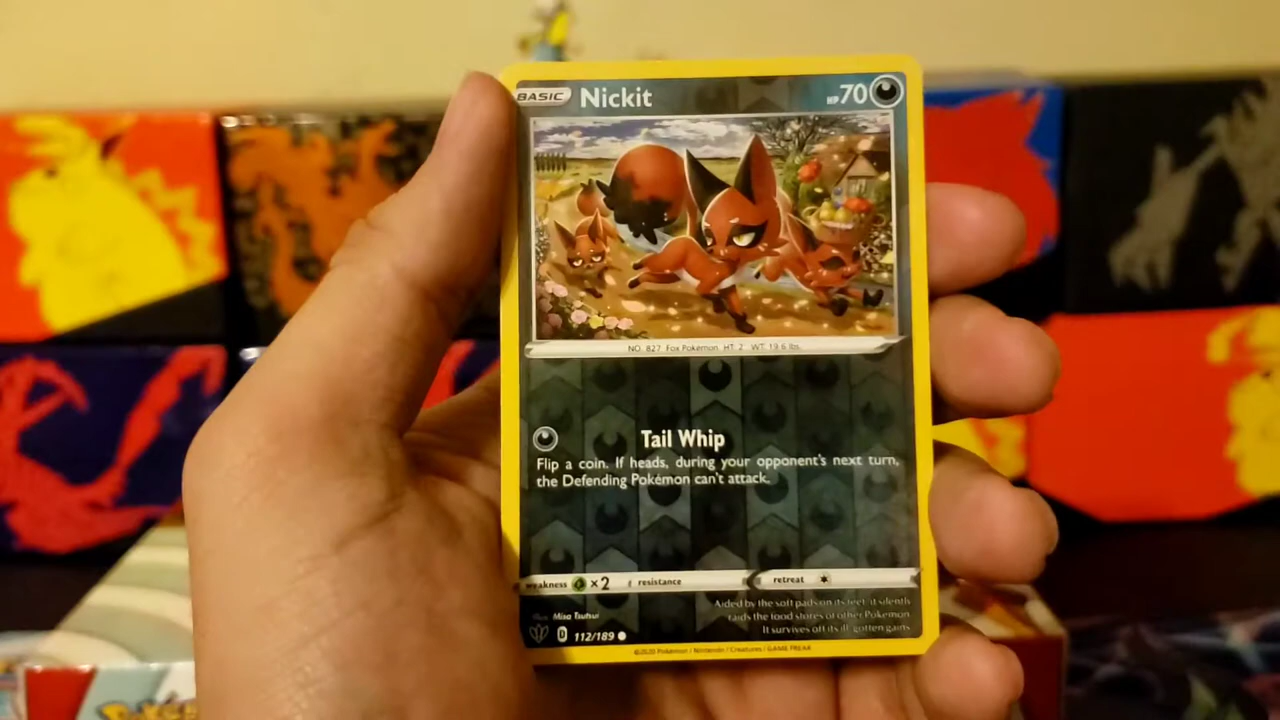 BASIC Nickit HP 70
NO. 827 Fox Pokémon HT: 2' WT: 19.6 lbs.
Tail Whip
Flip a coin. If heads, during your opponent's next turn,
the Defending Pokémon can't attack.
weakness ×2 resistance retreat
Illus. Misa Tsutsui
Aided by the soft pads on its feet, it silently
raids the food stores of other Pokémon.
It survives off its ill-gotten gains.
D 112/189
©2020 Pokémon / Nintendo / Creatures / GAME FREAK